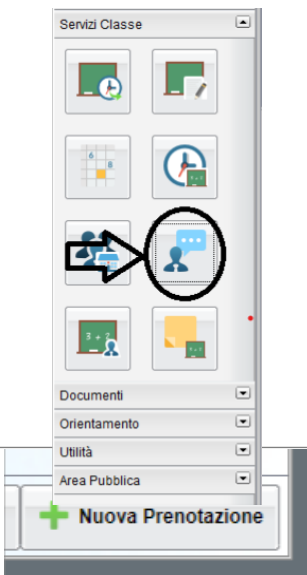 Servizi Classe
Documenti
Orientamento
Utilità
Area Pubblica
Nuova Prenotazione